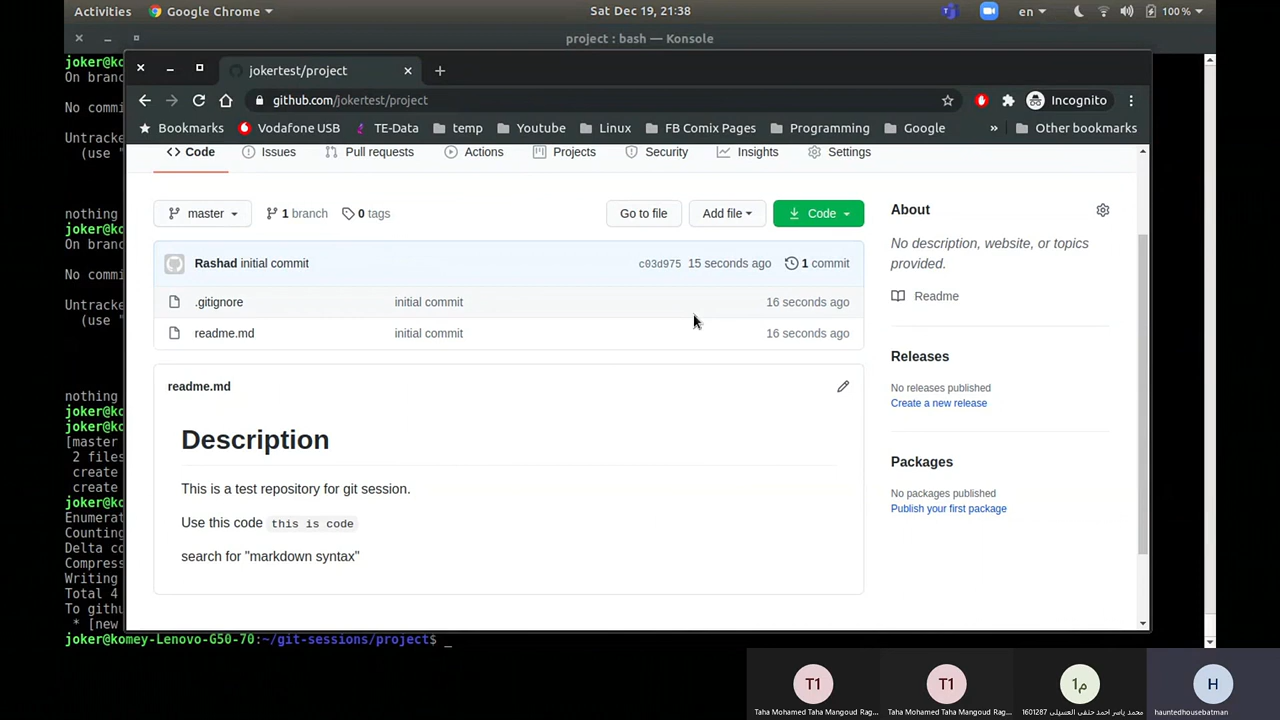 Activities Google Chrome Sat Dec 19, 21:38 en 100 %
project : bash — Konsole
joker@ko
On branc
No commi
Untracke
(use "
nothing
joker@ko
On branc
No commi
Untracke
(use "
nothing
joker@ko
joker@ko
[master
2 files
create
create
joker@ko
Enumerat
Counting
Delta co
Compress
Writing
Total 4
To githu
* [new
joker@komey-Lenovo-G50-70:~/git-sessions/project$ _
jokertest/project
github.com/jokertest/project Incognito
Bookmarks Vodafone USB TE-Data temp Youtube Linux FB Comix Pages Programming Google » Other bookmarks
<> Code Issues Pull requests Actions Projects Security Insights Settings
master 1 branch 0 tags Go to file Add file Code
Rashad initial commit c03d975 15 seconds ago 1 commit
.gitignore initial commit 16 seconds ago
readme.md initial commit 16 seconds ago
readme.md
Description
This is a test repository for git session.
Use this code this is code
search for "markdown syntax"
About
No description, website, or topics
provided.
Readme
Releases
No releases published
Create a new release
Packages
No packages published
Publish your first package
T1 T1 م1 H
Taha Mohamed Taha Mangoud Rag... Taha Mohamed Taha Mangoud Rag... محمد ياسر احمد حنفى العسيلى 1601287 hauntedhousebatman